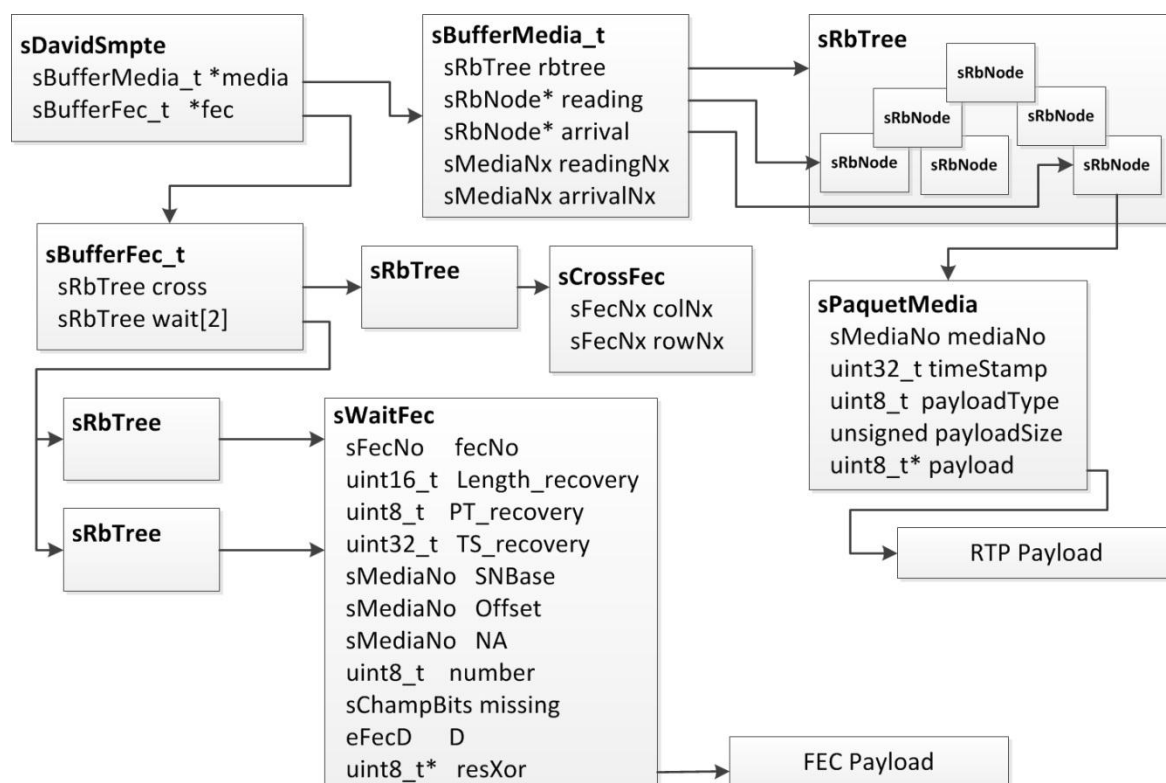 sDavidSmpte
sBufferMedia_t *media
sBufferFec_t *fec
sBufferMedia_t
sRbTree rbtree
sRbNode* reading
sRbNode* arrival
sMediaNx readingNx
sMediaNx arrivalNx
sRbTree
sRbNode
sRbNode
sRbNode
sRbNode
sRbNode
sRbNode
sBufferFec_t
sRbTree cross
sRbTree wait[2]
sRbTree
sCrossFec
sFecNx colNx
sFecNx rowNx
sPaquetMedia
sMediaNo mediaNo
uint32_t timeStamp
uint8_t payloadType
unsigned payloadSize
uint8_t* payload
RTP Payload
sRbTree
sRbTree
sWaitFec
sFecNo fecNo
uint16_t Length_recovery
uint8_t PT_recovery
uint32_t TS_recovery
sMediaNo SNBase
sMediaNo Offset
sMediaNo NA
uint8_t number
sChampBits missing
eFecD D
uint8_t* resXor
FEC Payload